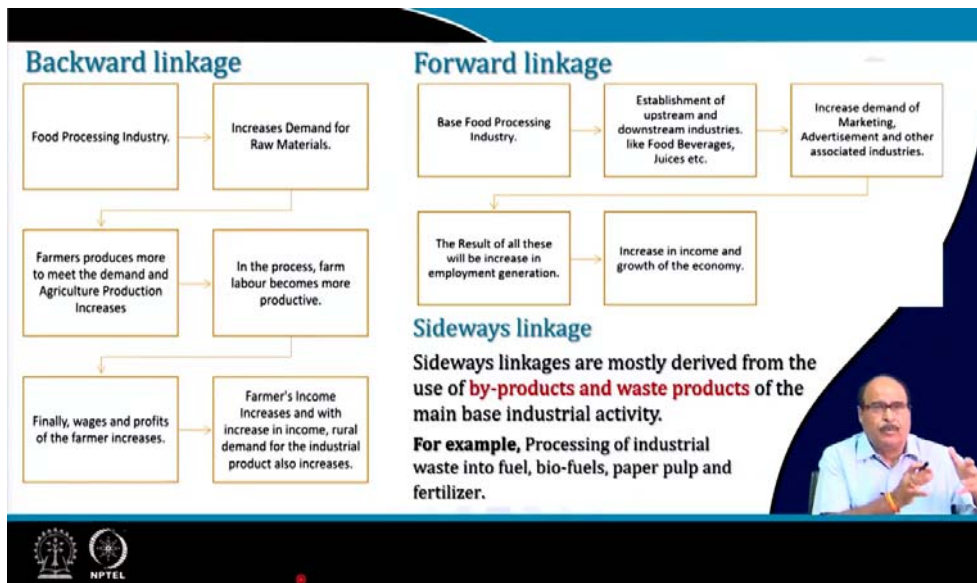 Backward linkage
Food Processing Industry.
Increases Demand for
Raw Materials.
Farmers produces more
to meet the demand and
Agriculture Production
Increases
In the process, farm
labour becomes more
productive.
Finally, wages and profits
of the farmer increases.
Farmer's Income
Increases and with
increase in income, rural
demand for the industrial
product also increases.
Forward linkage
Base Food Processing
Industry.
Establishment of
upstream and
downstream industries.
like Food Beverages,
Juices etc.
Increase demand of
Marketing,
Advertisement and other
associated industries.
The Result of all these
will be increase in
employment generation.
Increase in income and
growth of the economy.
Sideways linkage
Sideways linkages are mostly derived from the
use of by-products and waste products of the
main base industrial activity.
For example, Processing of industrial
waste into fuel, bio-fuels, paper pulp and
fertilizer.
NPTEL